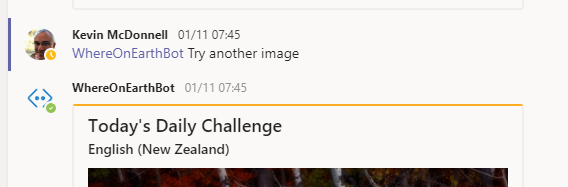 Kevin McDonnell 01/11 07:45
WhereOnEarthBot Try another image
WhereOnEarthBot 01/11 07:45
Today's Daily Challenge
English (New Zealand)